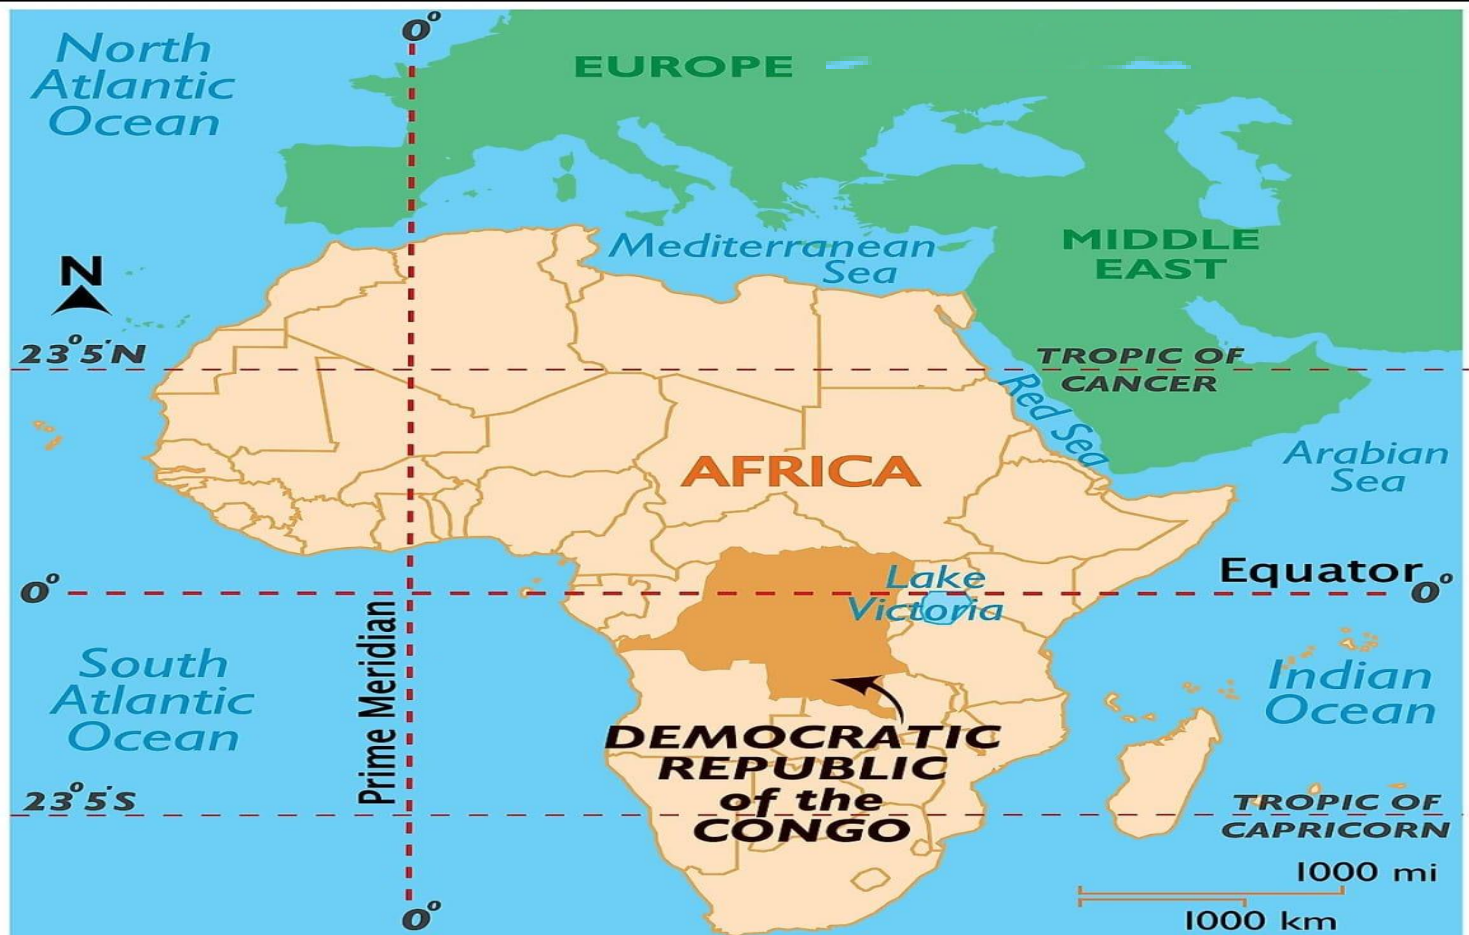 0°
North
Atlantic
Ocean
EUROPE
Mediterranean
Sea
MIDDLE
EAST
N
23°5'N
TROPIC OF
CANCER
Red Sea
Arabian
Sea
AFRICA
Lake
Victoria
Equator
0°
0°
South
Atlantic
Ocean
Prime Meridian
Indian
Ocean
DEMOCRATIC
REPUBLIC
of the
CONGO
23°5'S
TROPIC OF
CAPRICORN
1000 mi
1000 km
0°